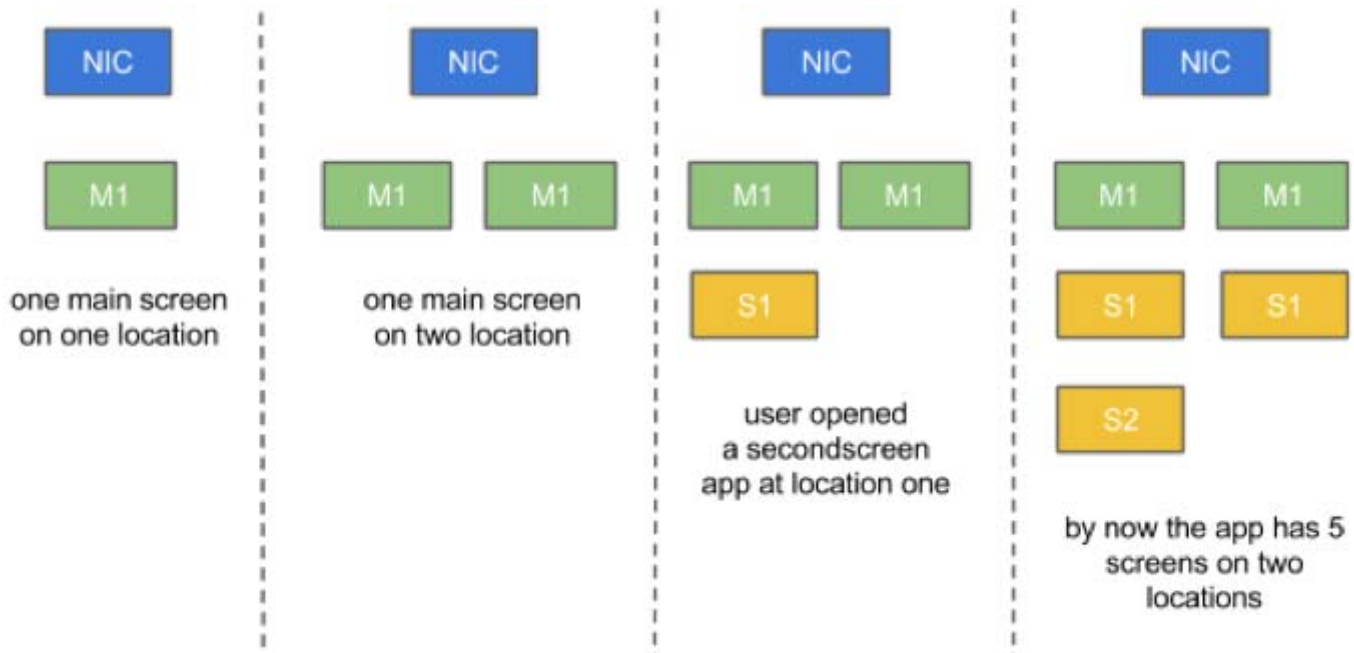 NIC
M1
one main screen
on one location
NIC
M1 M1
one main screen
on two location
NIC
M1 M1
S1
user opened
a secondscreen
app at location one
NIC
M1 M1
S1 S1
S2
by now the app has 5
screens on two
locations